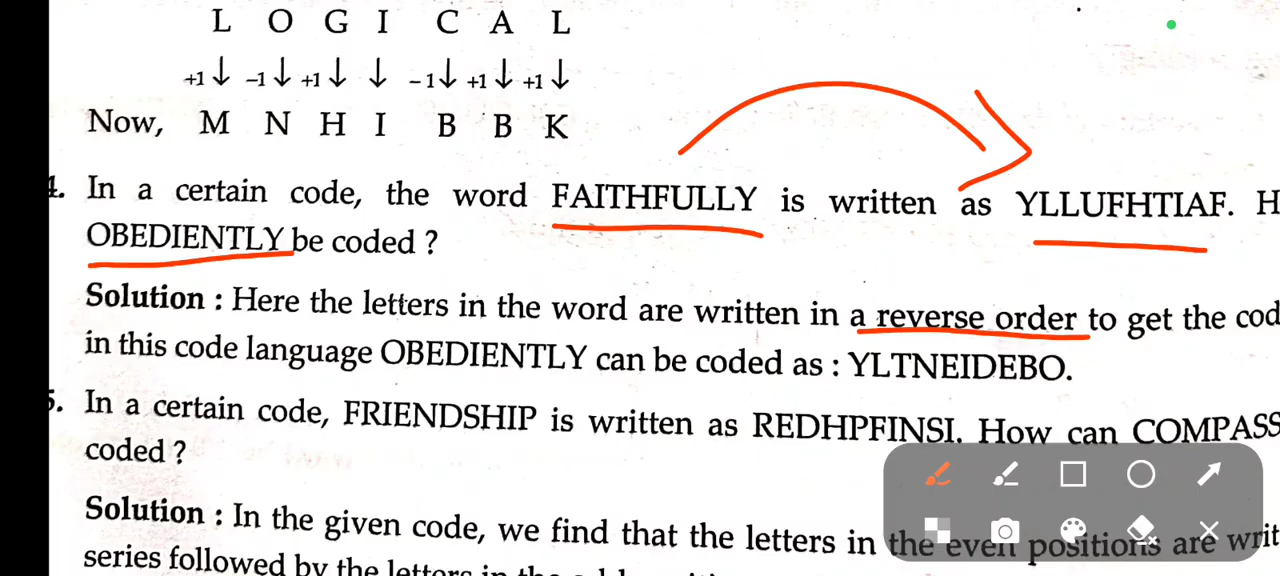 L O G I C A L
+1↓ −1↓ +1↓ ↓ −1↓ +1↓ +1↓
Now, M N H I B B K
4. In a certain code, the word FAITHFULLY is written as YLLUFHTIAF. H
OBEDIENTLY be coded ?
Solution : Here the letters in the word are written in a reverse order to get the cod
in this code language OBEDIENTLY can be coded as : YLTNEIDEBO.
5. In a certain code, FRIENDSHIP is written as REDHPFINSI. How can COMPASS
coded ?
Solution : In the given code, we find that the letters in the even positions are writ
series followed by the letters in the odd